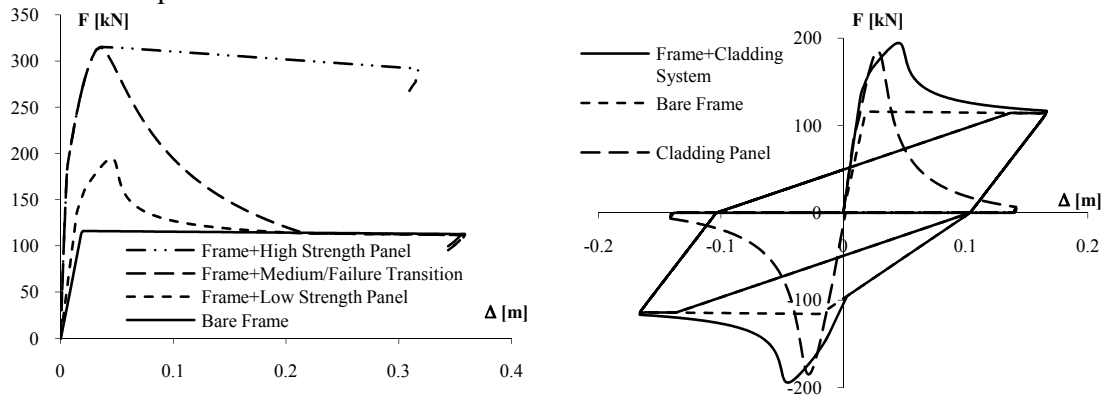 F [kN]
350
300
250
200
150
100
50
0
Frame+High Strength Panel
Frame+Medium/Failure Transition
Frame+Low Strength Panel
Bare Frame
Δ [m]
0
0.1
0.2
0.3
0.4
F [kN]
200
100
0
-100
-200
Frame+Cladding
System
Bare Frame
Cladding Panel
Δ [m]
-0.2
-0.1
0
0.1
0.2